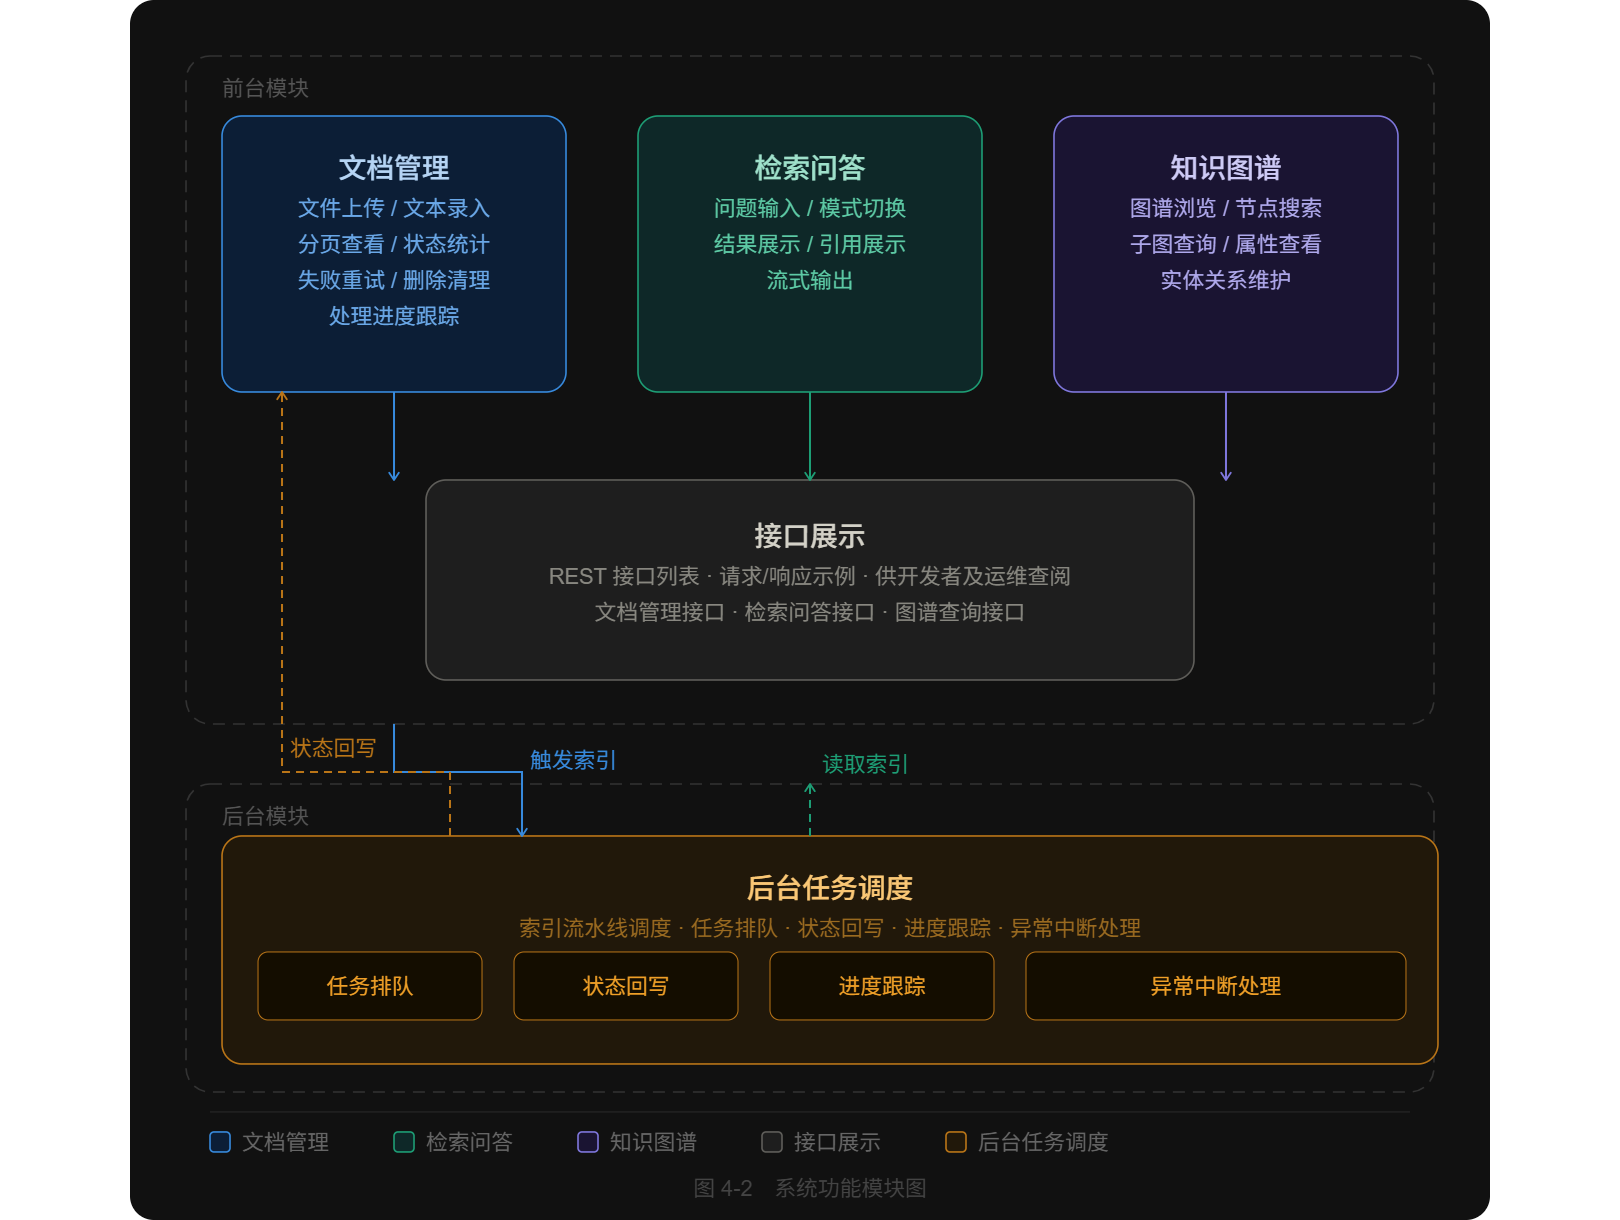 前台模块
文档管理
文件上传 / 文本录入
分页查看 / 状态统计
失败重试 / 删除清理
处理进度跟踪
检索问答
问题输入 / 模式切换
结果展示 / 引用展示
流式输出
知识图谱
图谱浏览 / 节点搜索
子图查询 / 属性查看
实体关系维护
接口展示
REST 接口列表 · 请求/响应示例 · 供开发者及运维查阅
文档管理接口 · 检索问答接口 · 图谱查询接口
状态回写
触发索引
读取索引
后台模块
后台任务调度
索引流水线调度 · 任务排队 · 状态回写 · 进度跟踪 · 异常中断处理
任务排队
状态回写
进度跟踪
异常中断处理
文档管理
检索问答
知识图谱
接口展示
后台任务调度
图 4-2　系统功能模块图